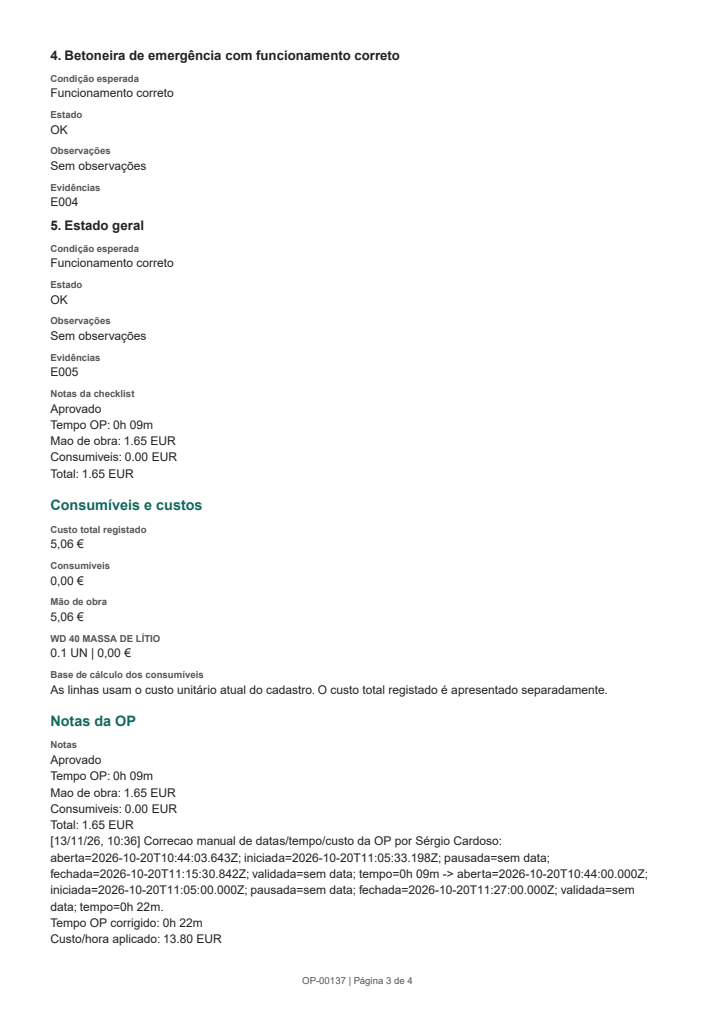 4. Betoneira de emergência com funcionamento correto
Condição esperada
Funcionamento correto
Estado
OK
Observações
Sem observações
Evidências
E004
5. Estado geral
Condição esperada
Funcionamento correto
Estado
OK
Observações
Sem observações
Evidências
E005
Notas da checklist
Aprovado
Tempo OP: 0h 09m
Mao de obra: 1.65 EUR
Consumiveis: 0.00 EUR
Total: 1.65 EUR
Consumíveis e custos
Custo total registado
5,06 €
Consumíveis
0,00 €
Mão de obra
5,06 €
WD 40 MASSA DE LÍTIO
0.1 UN | 0,00 €
Base de cálculo dos consumíveis
As linhas usam o custo unitário atual do cadastro. O custo total registado é apresentado separadamente.
Notas da OP
Notas
Aprovado
Tempo OP: 0h 09m
Mao de obra: 1.65 EUR
Consumiveis: 0.00 EUR
Total: 1.65 EUR
[13/11/26, 10:36] Correcao manual de datas/tempo/custo da OP por Sérgio Cardoso:
aberta=2026-10-20T10:44:03.643Z; iniciada=2026-10-20T11:05:33.198Z; pausada=sem data;
fechada=2026-10-20T11:15:30.842Z; validada=sem data; tempo=0h 09m -> aberta=2026-10-20T10:44:00.000Z;
iniciada=2026-10-20T11:05:00.000Z; pausada=sem data; fechada=2026-10-20T11:27:00.000Z; validada=sem
data; tempo=0h 22m.
Tempo OP corrigido: 0h 22m
Custo/hora aplicado: 13.80 EUR
OP-00137 | Página 3 de 4